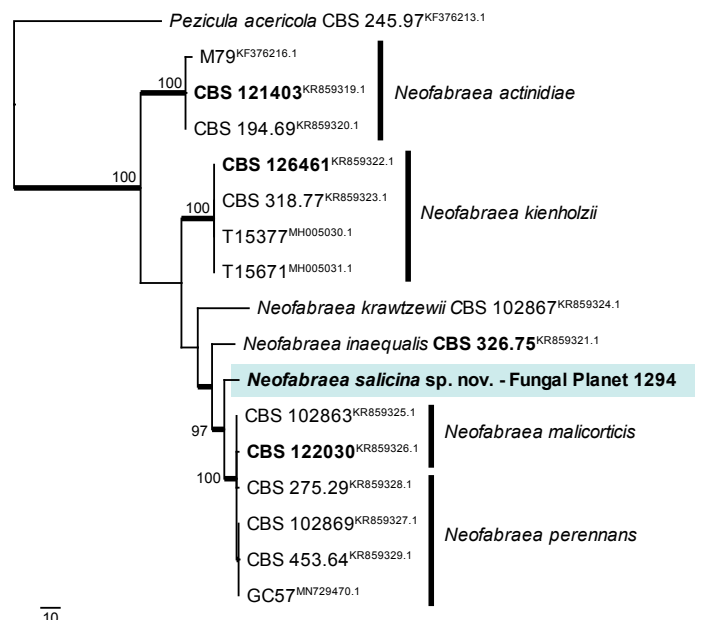 Pezicula acericola CBS 245.97KF376213.1
M79KF376216.1
100
CBS 121403KR859319.1
Neofabraea actinidiae
CBS 194.69KR859320.1
CBS 126461KR859322.1
100
CBS 318.77KR859323.1
100
Neofabraea kienholzii
T15377MH005030.1
T15671MH005031.1
Neofabraea krawtzewii CBS 102867KR859324.1
Neofabraea inaequalis CBS 326.75KR859321.1
Neofabraea salicina sp. nov. - Fungal Planet 1294
CBS 102863KR859325.1
97
Neofabraea malicorticis
CBS 122030KR859326.1
100
CBS 275.29KR859328.1
CBS 102869KR859327.1
Neofabraea perennans
CBS 453.64KR859329.1
GC57MN729470.1
10